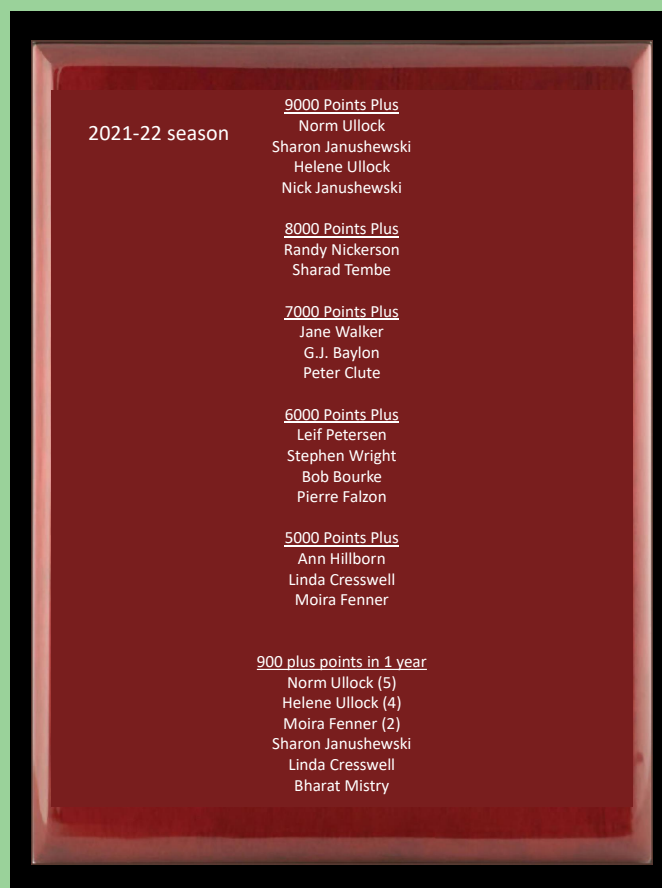 2021-22 season
9000 Points Plus
Norm Ullock
Sharon Janushewski
Helene Ullock
Nick Janushewski
8000 Points Plus
Randy Nickerson
Sharad Tembe
7000 Points Plus
Jane Walker
G.J. Baylon
Peter Clute
6000 Points Plus
Leif Petersen
Stephen Wright
Bob Bourke
Pierre Falzon
5000 Points Plus
Ann Hillborn
Linda Cresswell
Moira Fenner
900 plus points in 1 year
Norm Ullock (5)
Helene Ullock (4)
Moira Fenner (2)
Sharon Janushewski
Linda Cresswell
Bharat Mistry